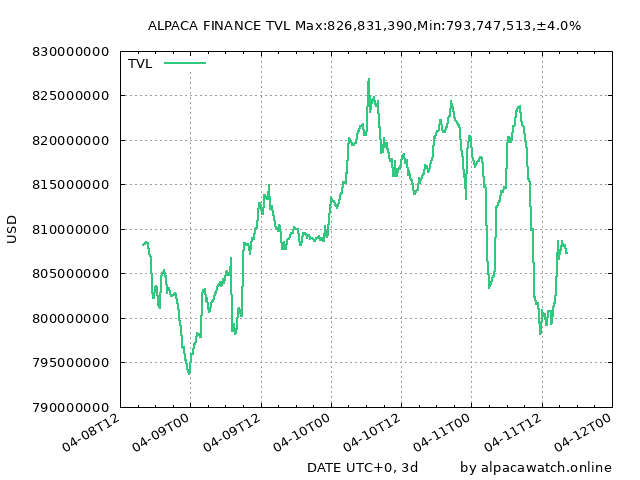 ALPACA FINANCE TVL Max:826,831,390,Min:793,747,513,±4.0%
830000000
TVL
825000000
820000000
815000000
810000000
USD
805000000
800000000
795000000
790000000
04-08T12
04-09T00
04-09T12
04-10T00
04-10T12
04-11T00
04-11T12
04-12T00
DATE UTC+0, 3d
by alpacawatch.online